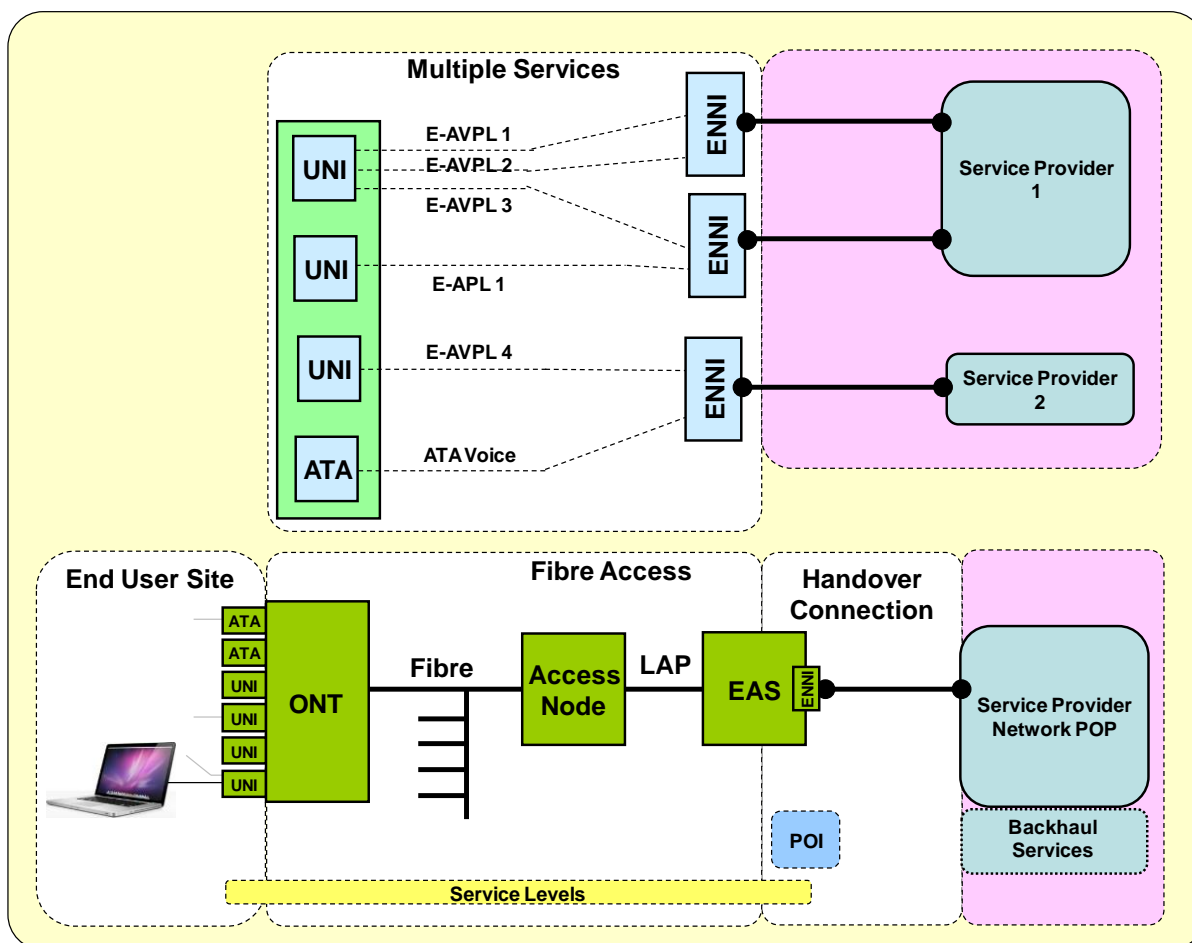 Multiple Services
UNI
E-AVPL 1
E-AVPL 2
E-AVPL 3
ENNI
Service Provider
1
UNI
E-APL 1
ENNI
UNI
E-AVPL 4
ENNI
Service Provider
2
ATA
ATA Voice
End User Site
Fibre Access
Handover
Connection
ATA
ATA
UNI
UNI
UNI
UNI
ONT
Fibre
Access
Node
LAP
EAS
ENNI
Service Provider
Network POP
POI
Backhaul
Services
Service Levels